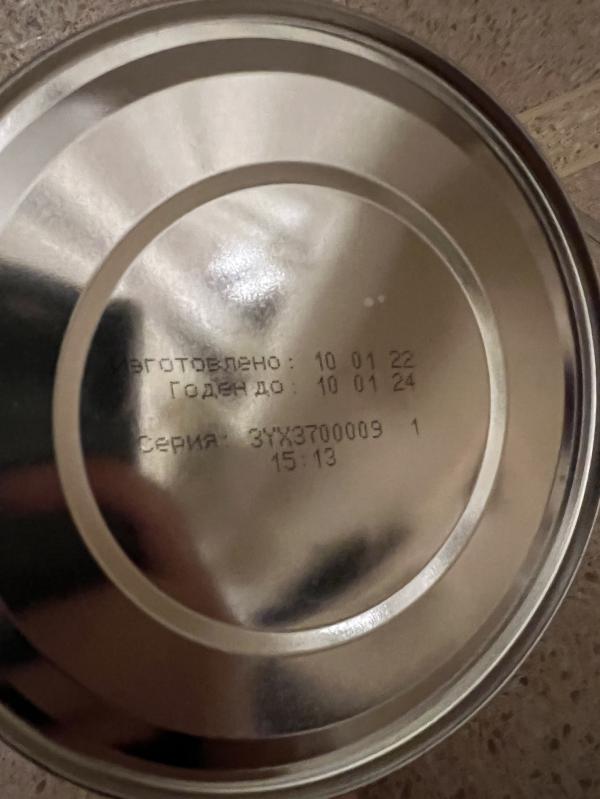 Изготовлено: 10 01 22
Годен до: 10 01 24
Серия: 3YX3700009 1
15:13